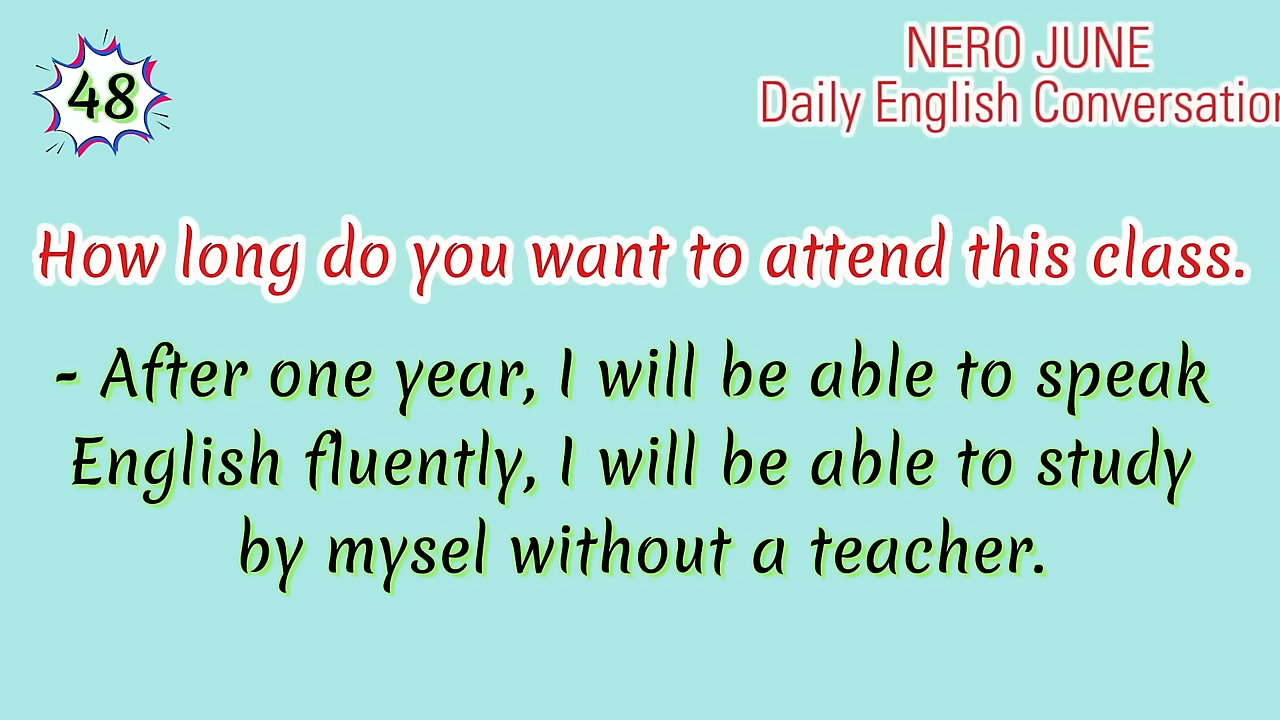 48
NERO JUNE
Daily English Conversation
How long do you want to attend this class.
- After one year, I will be able to speak
English fluently, I will be able to study
by mysel without a teacher.